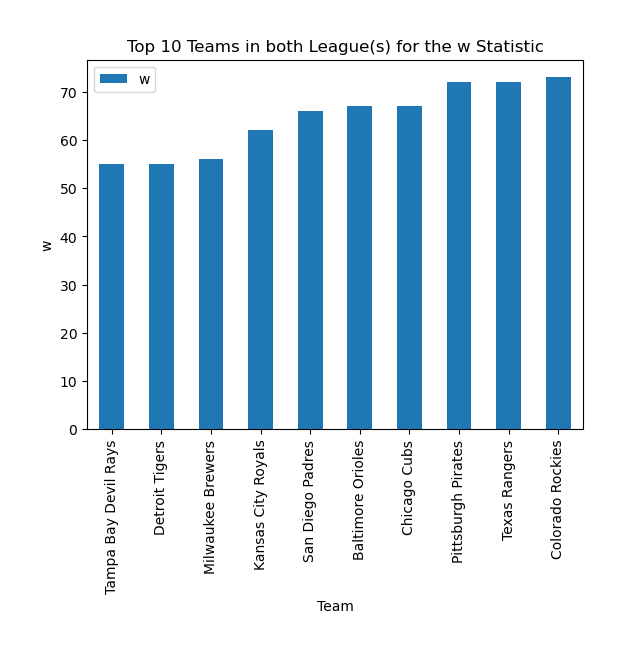 Top 10 Teams in both League(s) for the w Statistic
w
70
60
50
40
30
20
10
0
w
Tampa Bay Devil Rays
Detroit Tigers
Milwaukee Brewers
Kansas City Royals
San Diego Padres
Baltimore Orioles
Chicago Cubs
Pittsburgh Pirates
Texas Rangers
Colorado Rockies
Team